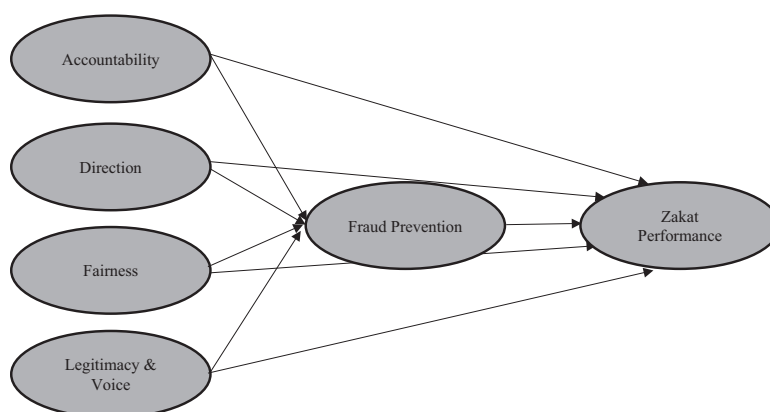 Accountability
Direction
Fairness
Legitimacy &
Voice
Fraud Prevention
Zakat
Performance